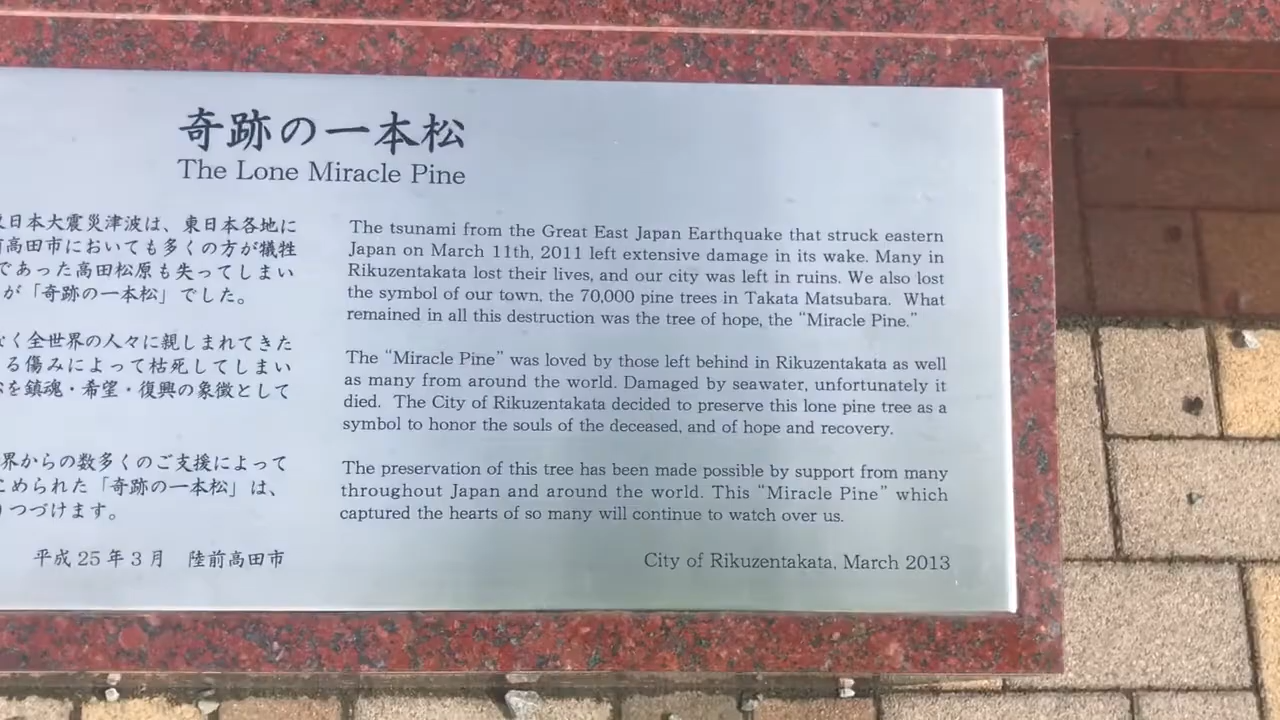 奇跡の一本松
The Lone Miracle Pine
日本大震災津波は、東日本各地に
高田市においても多くの方が犠牲
であった高田松原も失ってしまい
が「奇跡の一本松」でした。
く全世界の人々に親しまれてきた
る傷みによって枯死してしまい
を鎮魂・希望・復興の象徴として
界からの数多くのご支援によって
められた「奇跡の一本松」は、
つづけます。
平成25年3月 陸前高田市
The tsunami from the Great East Japan Earthquake that struck eastern
Japan on March 11th, 2011 left extensive damage in its wake. Many in
Rikuzentakata lost their lives, and our city was left in ruins. We also lost
the symbol of our town, the 70,000 pine trees in Takata Matsubara. What
remained in all this destruction was the tree of hope, the “Miracle Pine.”
The “Miracle Pine” was loved by those left behind in Rikuzentakata as well
as many from around the world. Damaged by seawater, unfortunately it
died. The City of Rikuzentakata decided to preserve this lone pine tree as a
symbol to honor the souls of the deceased, and of hope and recovery.
The preservation of this tree has been made possible by support from many
throughout Japan and around the world. This “Miracle Pine” which
captured the hearts of so many will continue to watch over us.
City of Rikuzentakata, March 2013